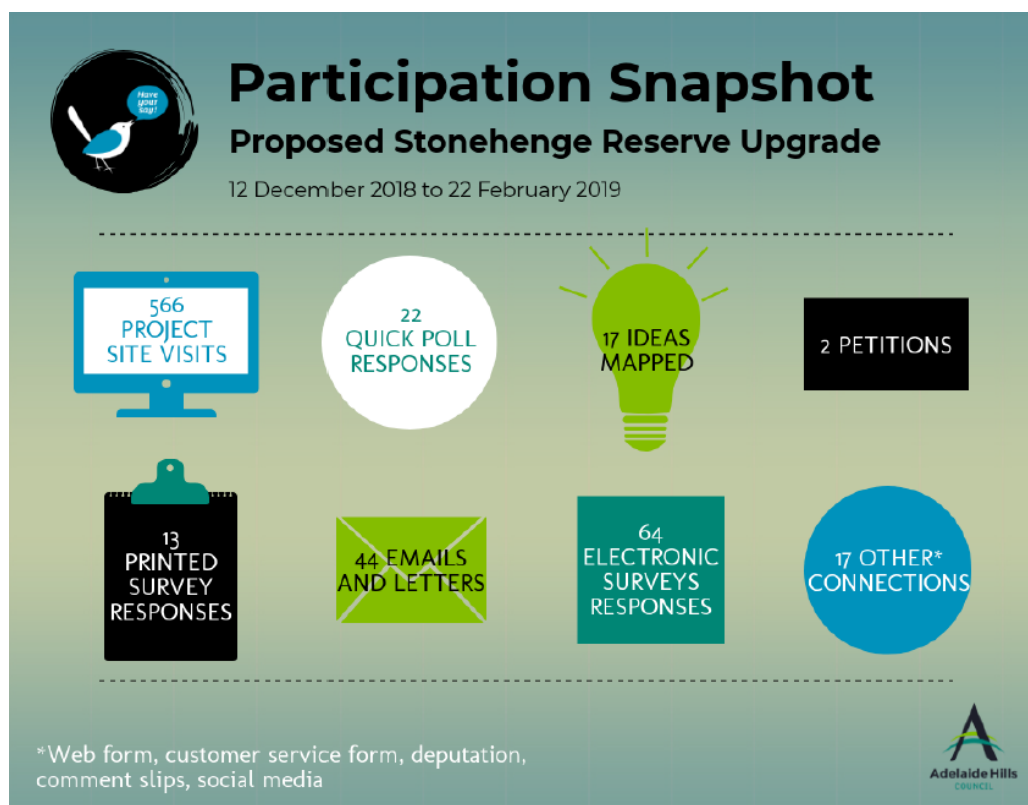 Have
your
say!
Participation Snapshot
Proposed Stonehenge Reserve Upgrade
12 December 2018 to 22 February 2019
566
PROJECT
SITE VISITS
22
QUICK POLL
RESPONSES
17 IDEAS
MAPPED
2 PETITIONS
13
PRINTED
SURVEY
RESPONSES
44 EMAILS
AND LETTERS
64
ELECTRONIC
SURVEYS
RESPONSES
17 OTHER*
CONNECTIONS
*Web form, customer service form, deputation,
comment slips, social media
Adelaide Hills
COUNCIL